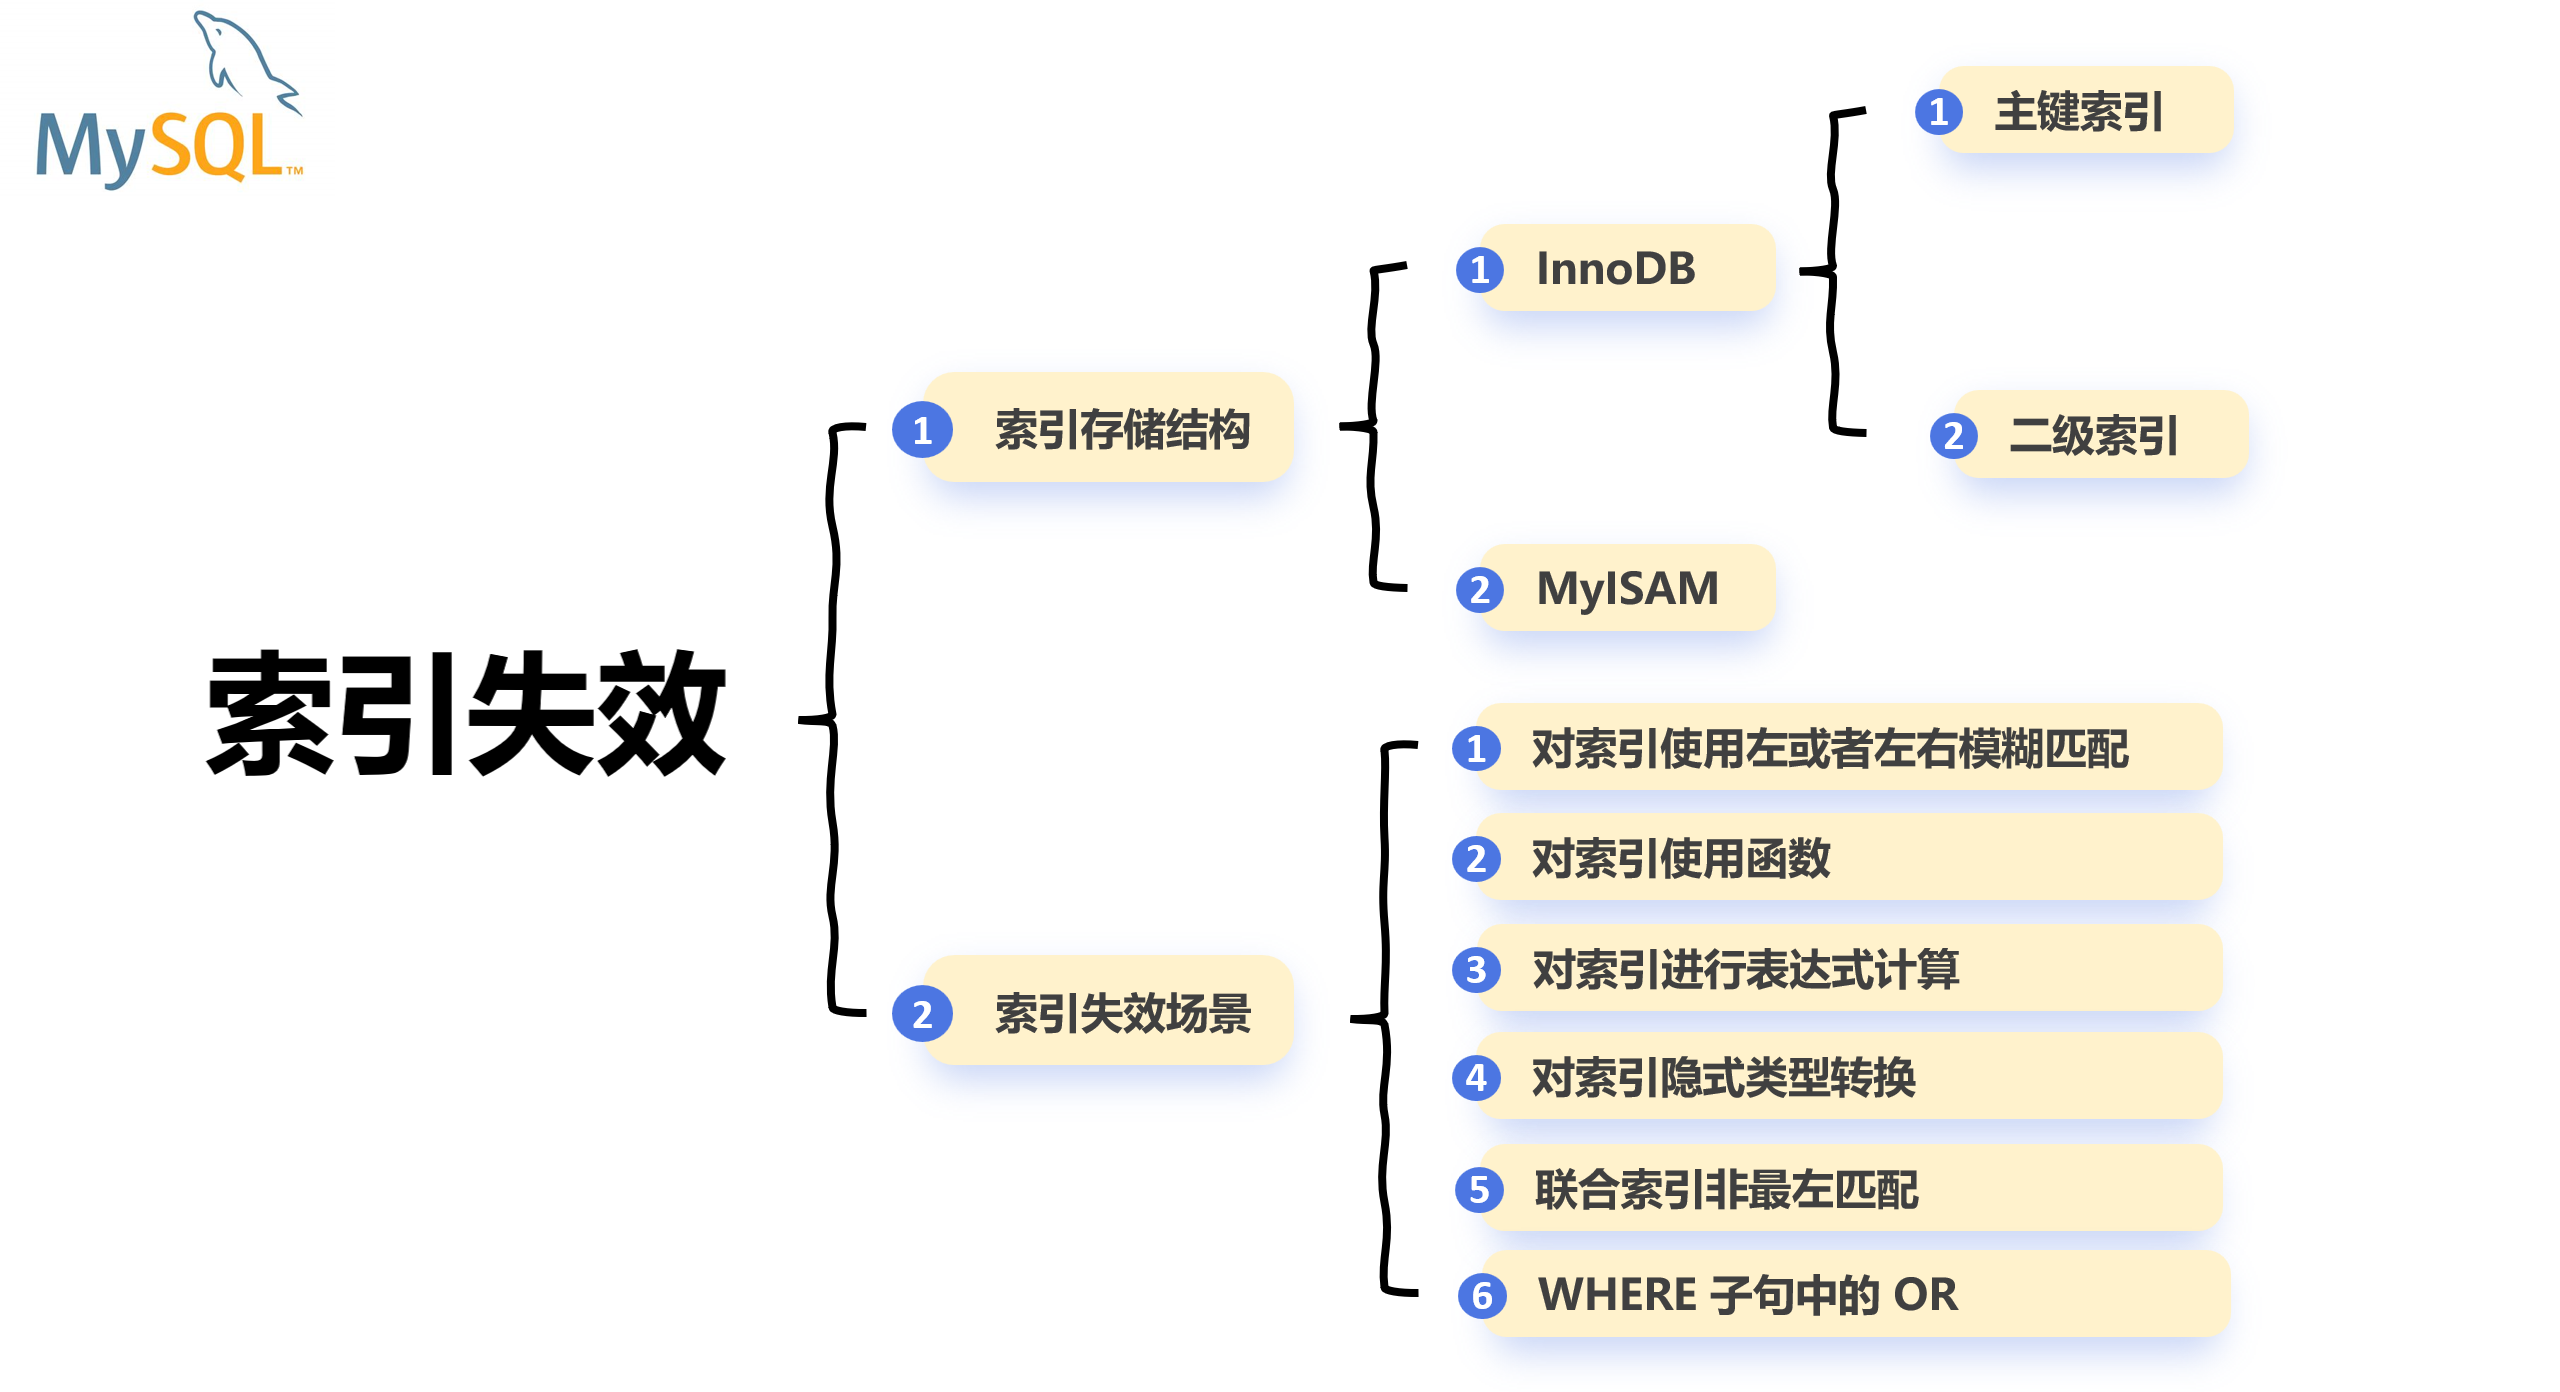 MySQL™
索引失效
1 索引存储结构
1 InnoDB
1 主键索引
2 二级索引
2 MyISAM
2 索引失效场景
1 对索引使用左或者左右模糊匹配
2 对索引使用函数
3 对索引进行表达式计算
4 对索引隐式类型转换
5 联合索引非最左匹配
6 WHERE 子句中的 OR